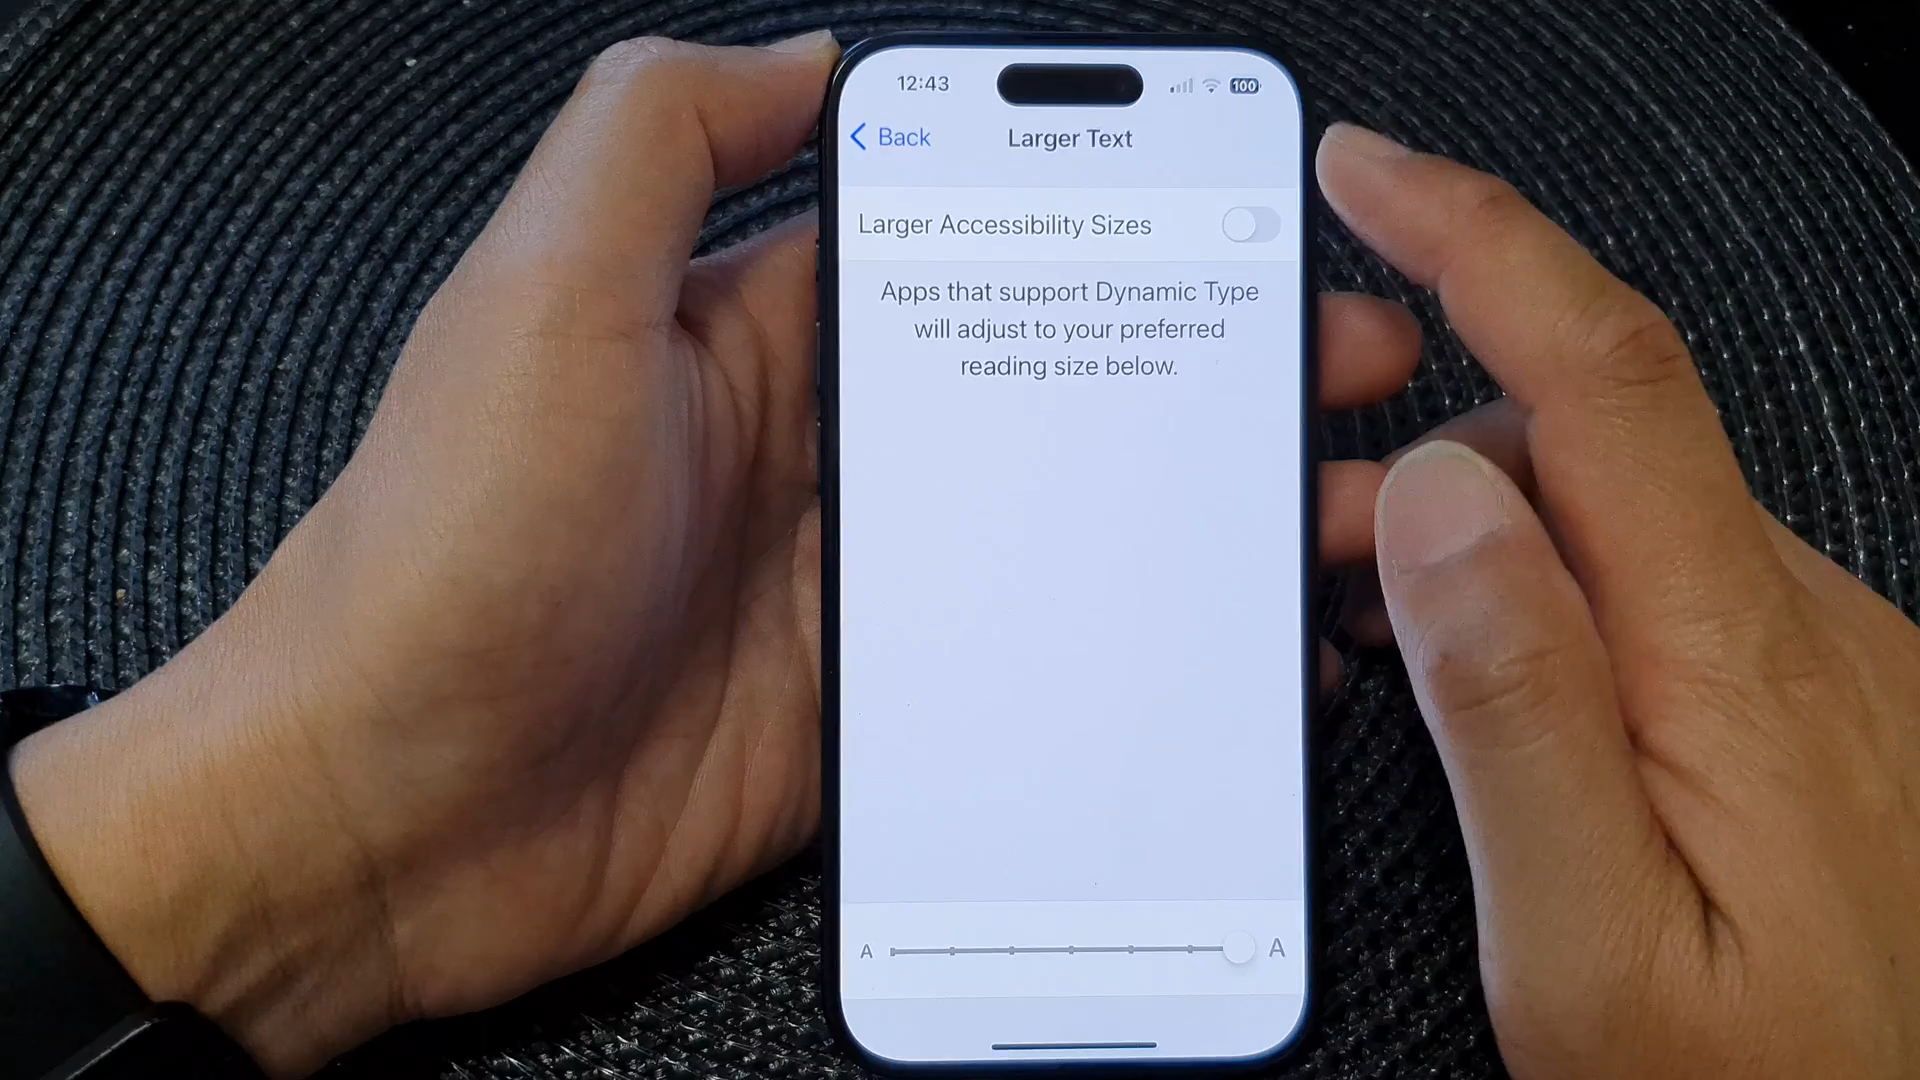 12:43
100
Back
Larger Text
Larger Accessibility Sizes
Apps that support Dynamic Type
will adjust to your preferred
reading size below.
A A